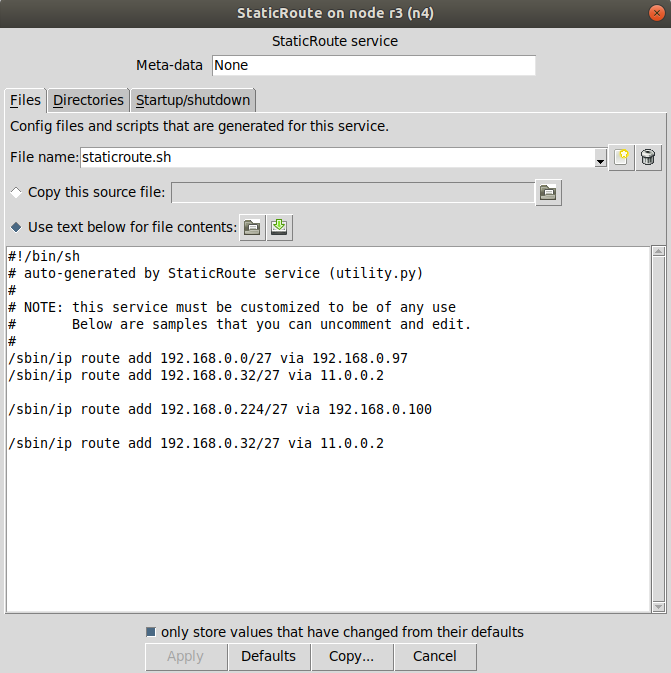 StaticRoute on node r3 (n4)
StaticRoute service
Meta-data None
Files Directories Startup/shutdown
Config files and scripts that are generated for this service.
File name: staticroute.sh
Copy this source file:
Use text below for file contents:
#!/bin/sh
# auto-generated by StaticRoute service (utility.py)
#
# NOTE: this service must be customized to be of any use
#       Below are samples that you can uncomment and edit.
#
/sbin/ip route add 192.168.0.0/27 via 192.168.0.97
/sbin/ip route add 192.168.0.32/27 via 11.0.0.2
/sbin/ip route add 192.168.0.224/27 via 192.168.0.100
/sbin/ip route add 192.168.0.32/27 via 11.0.0.2
only store values that have changed from their defaults
Apply Defaults Copy... Cancel